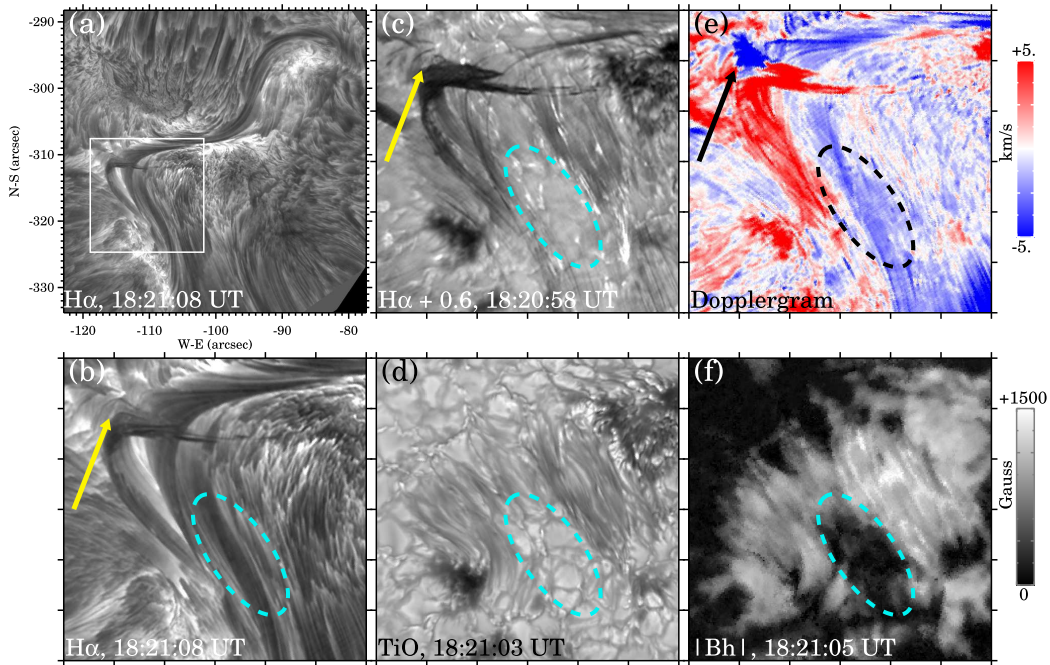 (a)
-290
-300
-310
-320
-330
N-S (arcsec)
Hα, 18:21:08 UT
-120 -110 -100 -90 -80
W-E (arcsec)
(c)
Hα + 0.6, 18:20:58 UT
(e)
Dopplergram
+5.
km/s
-5.
(b)
Hα, 18:21:08 UT
(d)
TiO, 18:21:03 UT
(f)
|Bh|, 18:21:05 UT
+1500
Gauss
0